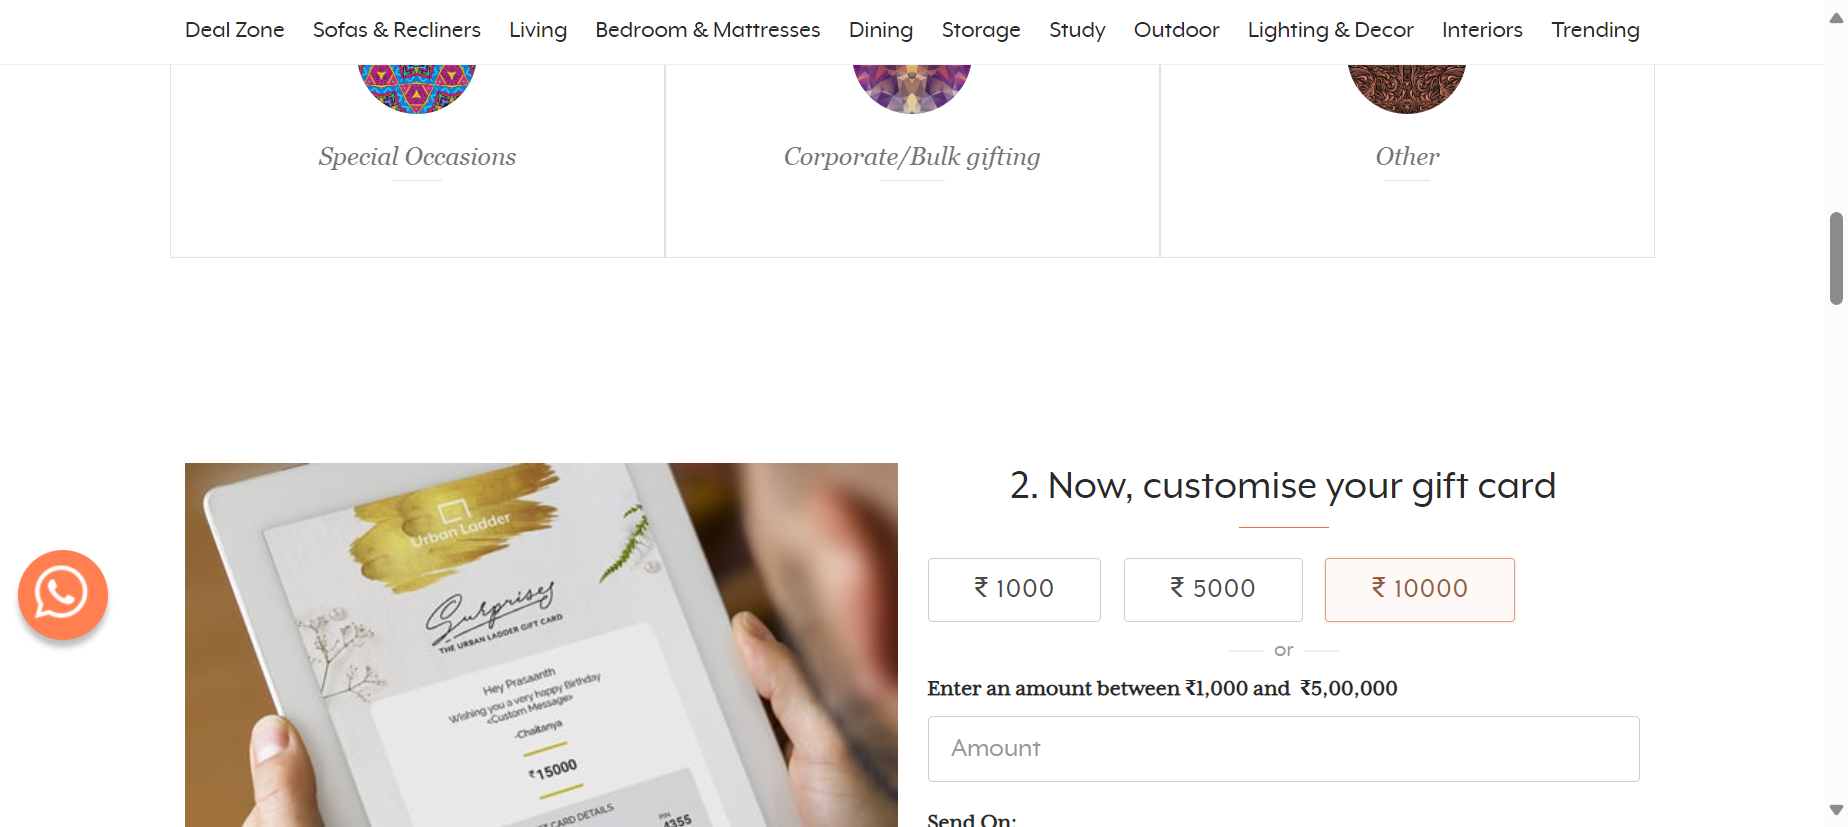 Deal Zone Sofas & Recliners Living Bedroom & Mattresses Dining Storage Study Outdoor Lighting & Decor Interiors Trending
Special Occasions
Corporate/Bulk gifting
Other
Urban Ladder
Surprises
THE URBAN LADDER GIFT CARD
Hey Prasaanth
Wishing you a very happy Birthday
<Custom Message>
-Chaitanya
₹15000
CARD DETAILS
PIN
4355
2. Now, customise your gift card
₹ 1000
₹ 5000
₹ 10000
or
Enter an amount between ₹1,000 and ₹5,00,000
Amount
Send On: